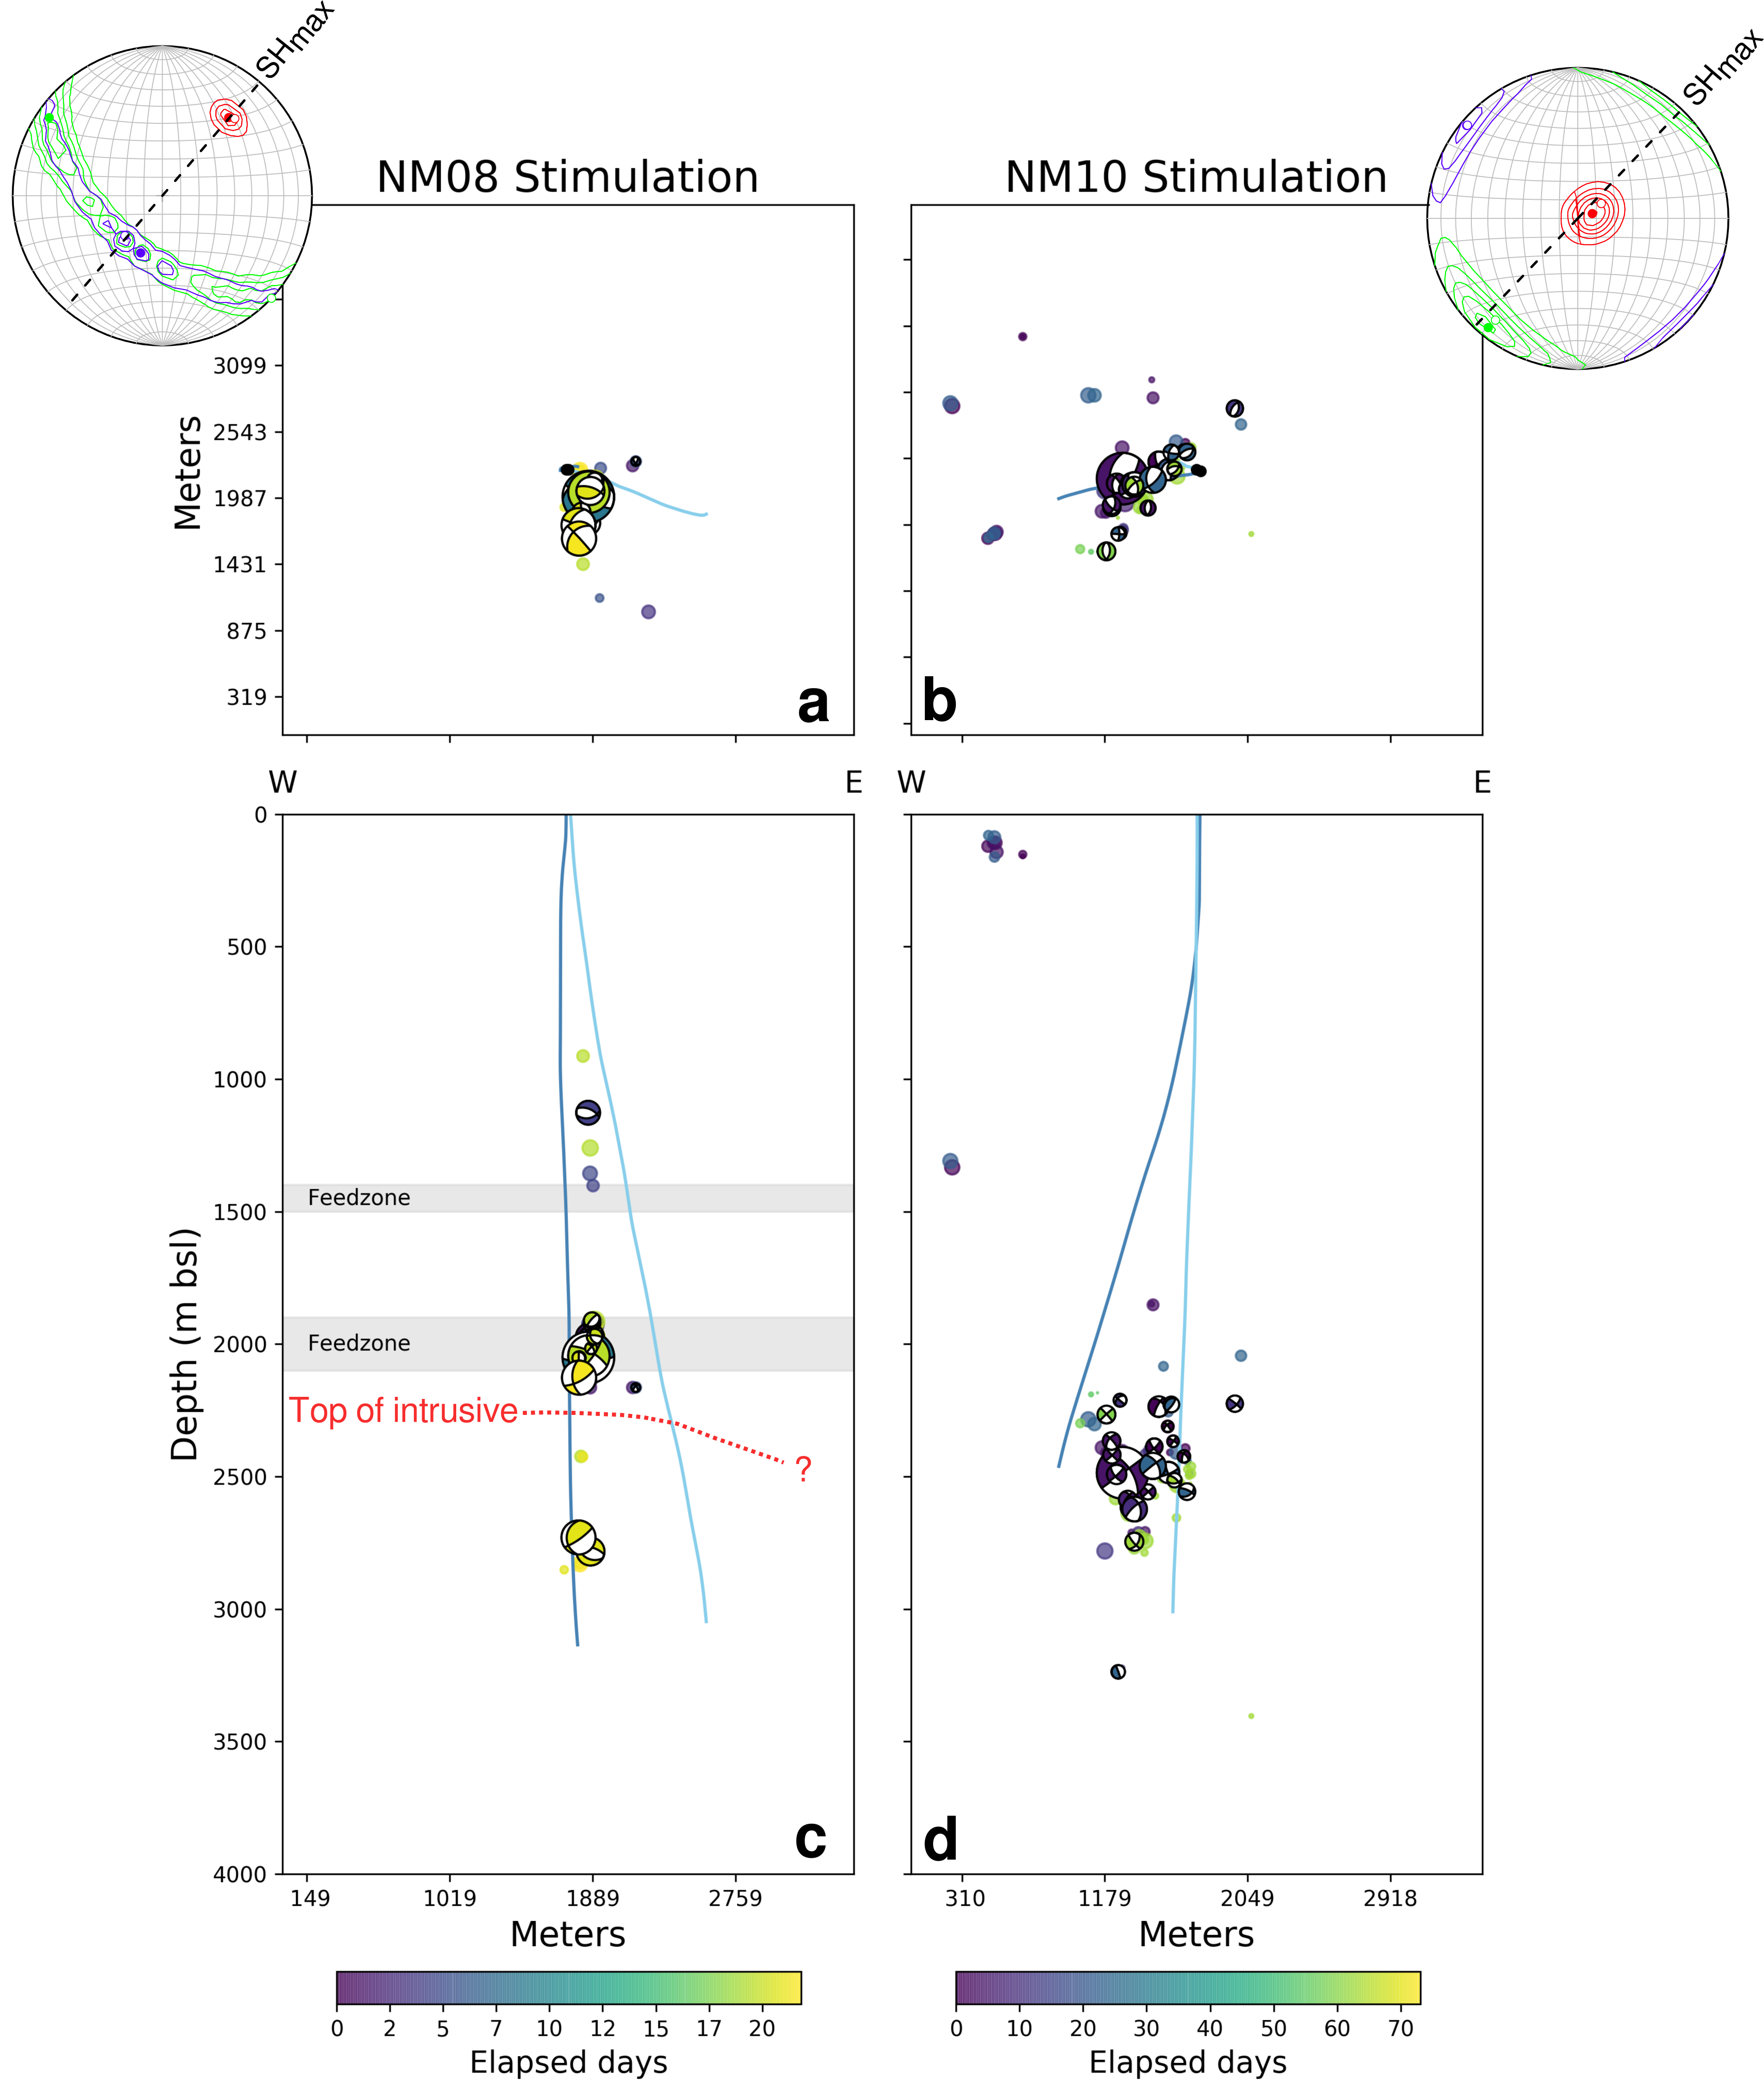 SHmax
SHmax
NM08 Stimulation
NM10 Stimulation
Meters
3099
2543
1987
1431
875
319
a
b
W
E
W
E
Depth (m bsl)
0
500
1000
1500
2000
2500
3000
3500
4000
Feedzone
Feedzone
Top of intrusive
?
c
d
149
1019
1889
2759
310
1179
2049
2918
Meters
Meters
0 2 5 7 10 12 15 17 20
0 10 20 30 40 50 60 70
Elapsed days
Elapsed days